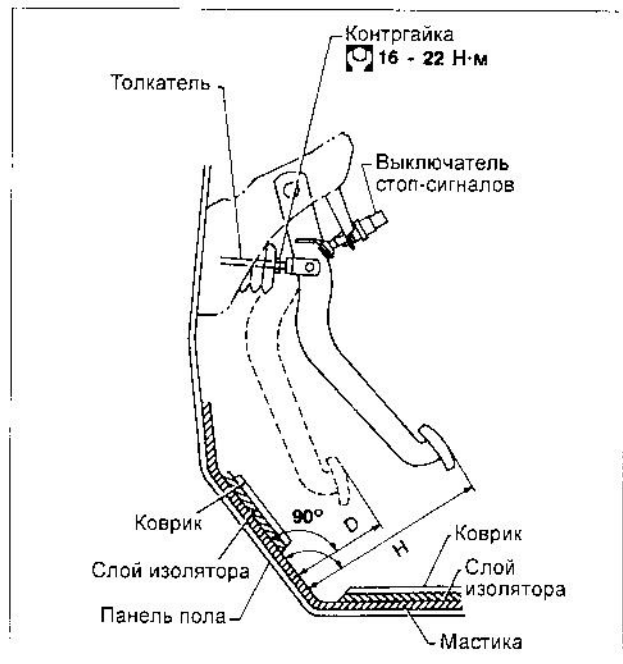 Контргайка
16 - 22 Н·м
Толкатель
Выключатель
стоп-сигналов
Коврик
90°
D
H
Слой изолятора
Панель пола
Коврик
Слой
изолятора
Мастика